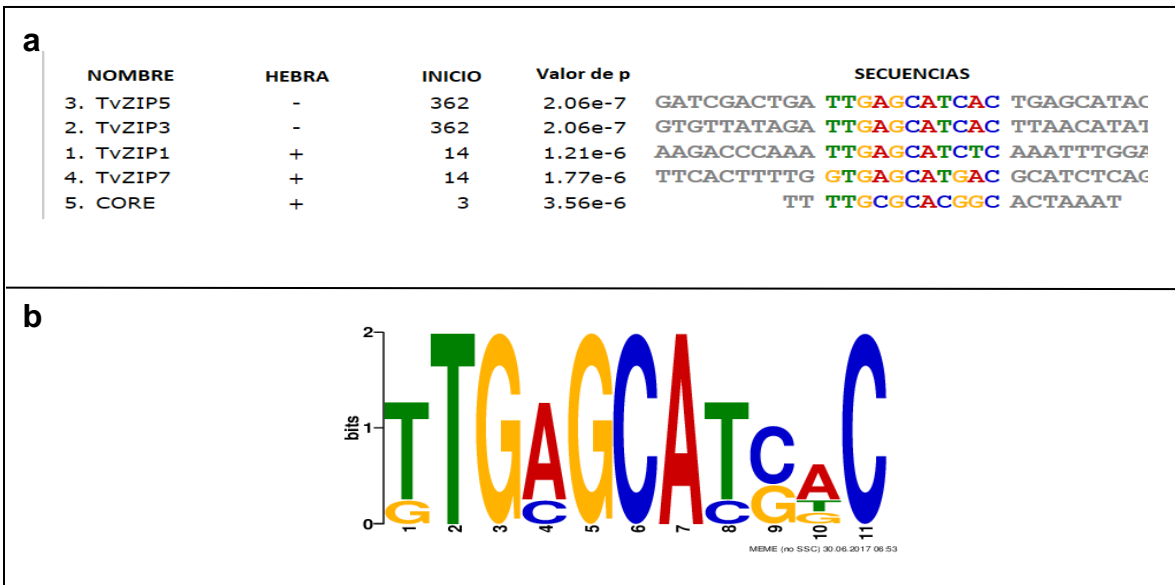 a
NOMBRE HEBRA INICIO Valor de p SECUENCIAS
3. TvZIP5 - 362 2.06e-7 GATCGACTGA TTGAGCATCAC TGAGCATAC
2. TvZIP3 - 362 2.06e-7 GTGTTATAGA TTGAGCATCAC TTAACATAT
1. TvZIP1 + 14 1.21e-6 AAGACCCAAA TTGAGCATCTC AAATTTGGA
4. TvZIP7 + 14 1.77e-6 TTCACTTTTG GTGAGCATGAC GCATCTCAG
5. CORE + 3 3.56e-6 TT TTGCGCACGGC ACTAAAT
b
2
bits
1
0
TTGAGCATCAC
GCCGT
G
1 2 3 4 5 6 7 8 9 10 11
MEME (no SSC) 30.06.2017 06:53